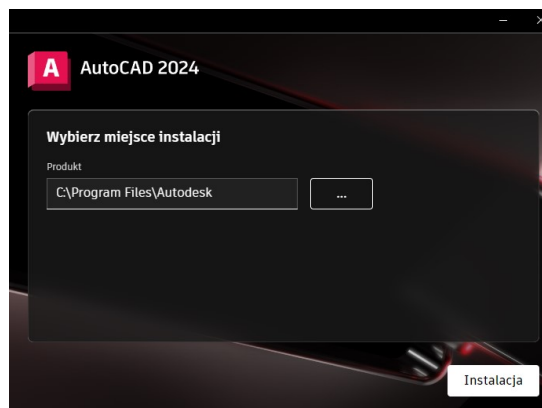 A AutoCAD 2024
Wybierz miejsce instalacji
Produkt
C:\Program Files\Autodesk
...
Instalacja